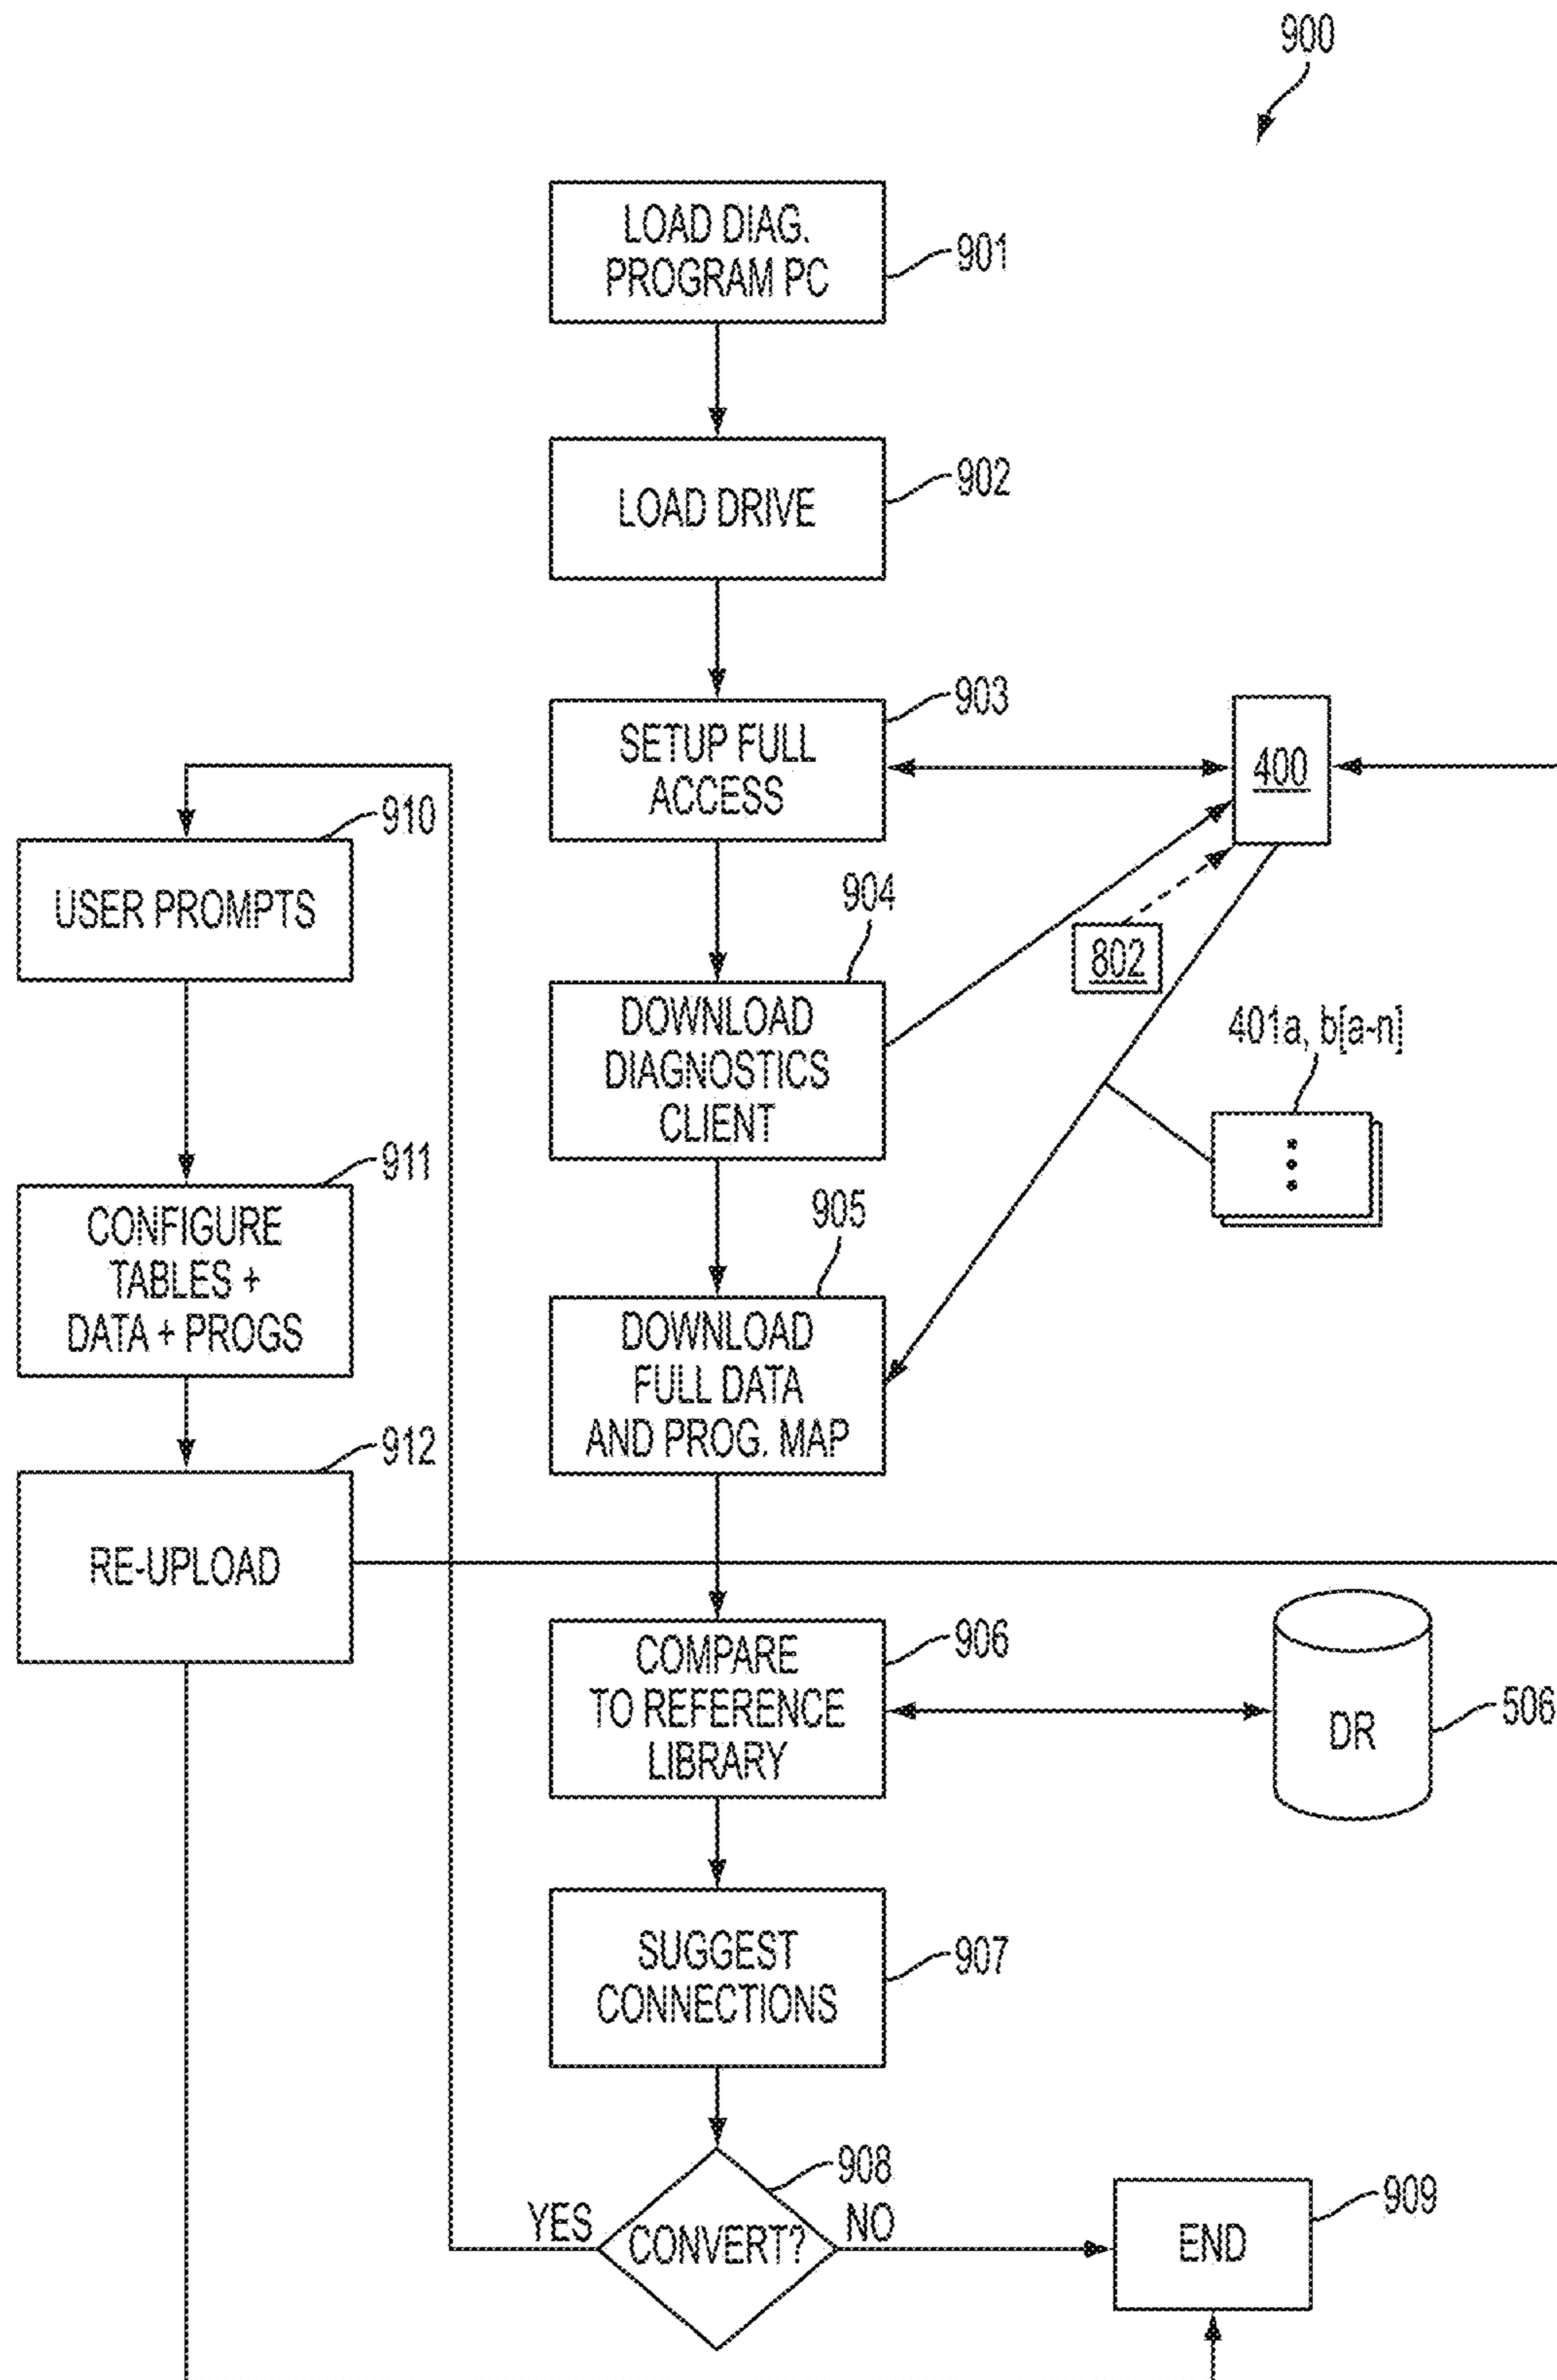 900
LOAD DIAG.
PROGRAM PC
901
LOAD DRIVE
902
SETUP FULL
ACCESS
903
400
910
USER PROMPTS
904
802
DOWNLOAD
DIAGNOSTICS
CLIENT
401a, b[a-n]
911
CONFIGURE
TABLES +
DATA + PROGS
905
DOWNLOAD
FULL DATA
AND PROG. MAP
912
RE-UPLOAD
COMPARE
TO REFERENCE
LIBRARY
906
DR
506
SUGGEST
CONNECTIONS
907
908
YES
CONVERT?
NO
END
909